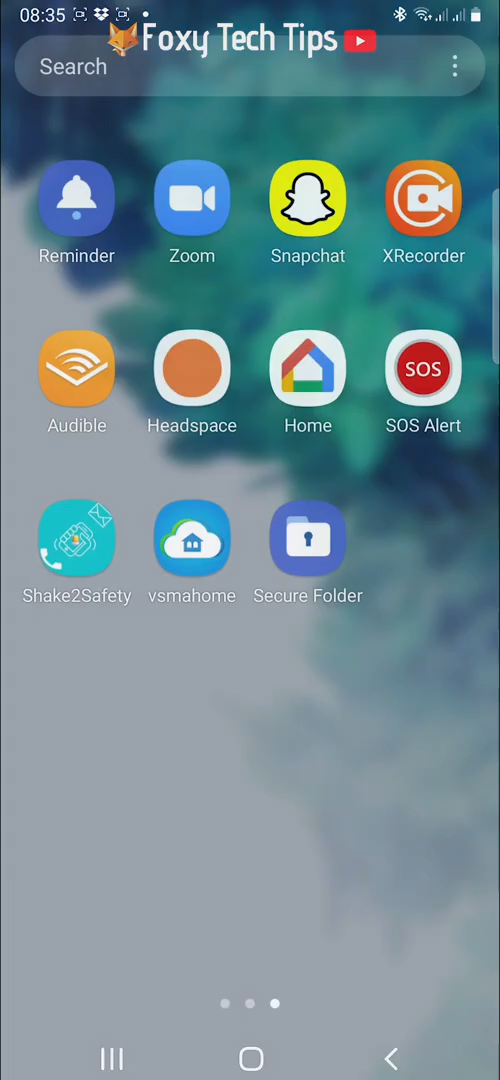 08:35
Foxy Tech Tips
Search
Reminder Zoom Snapchat XRecorder
SOS
Audible Headspace Home SOS Alert
Shake2Safety vsmahome Secure Folder